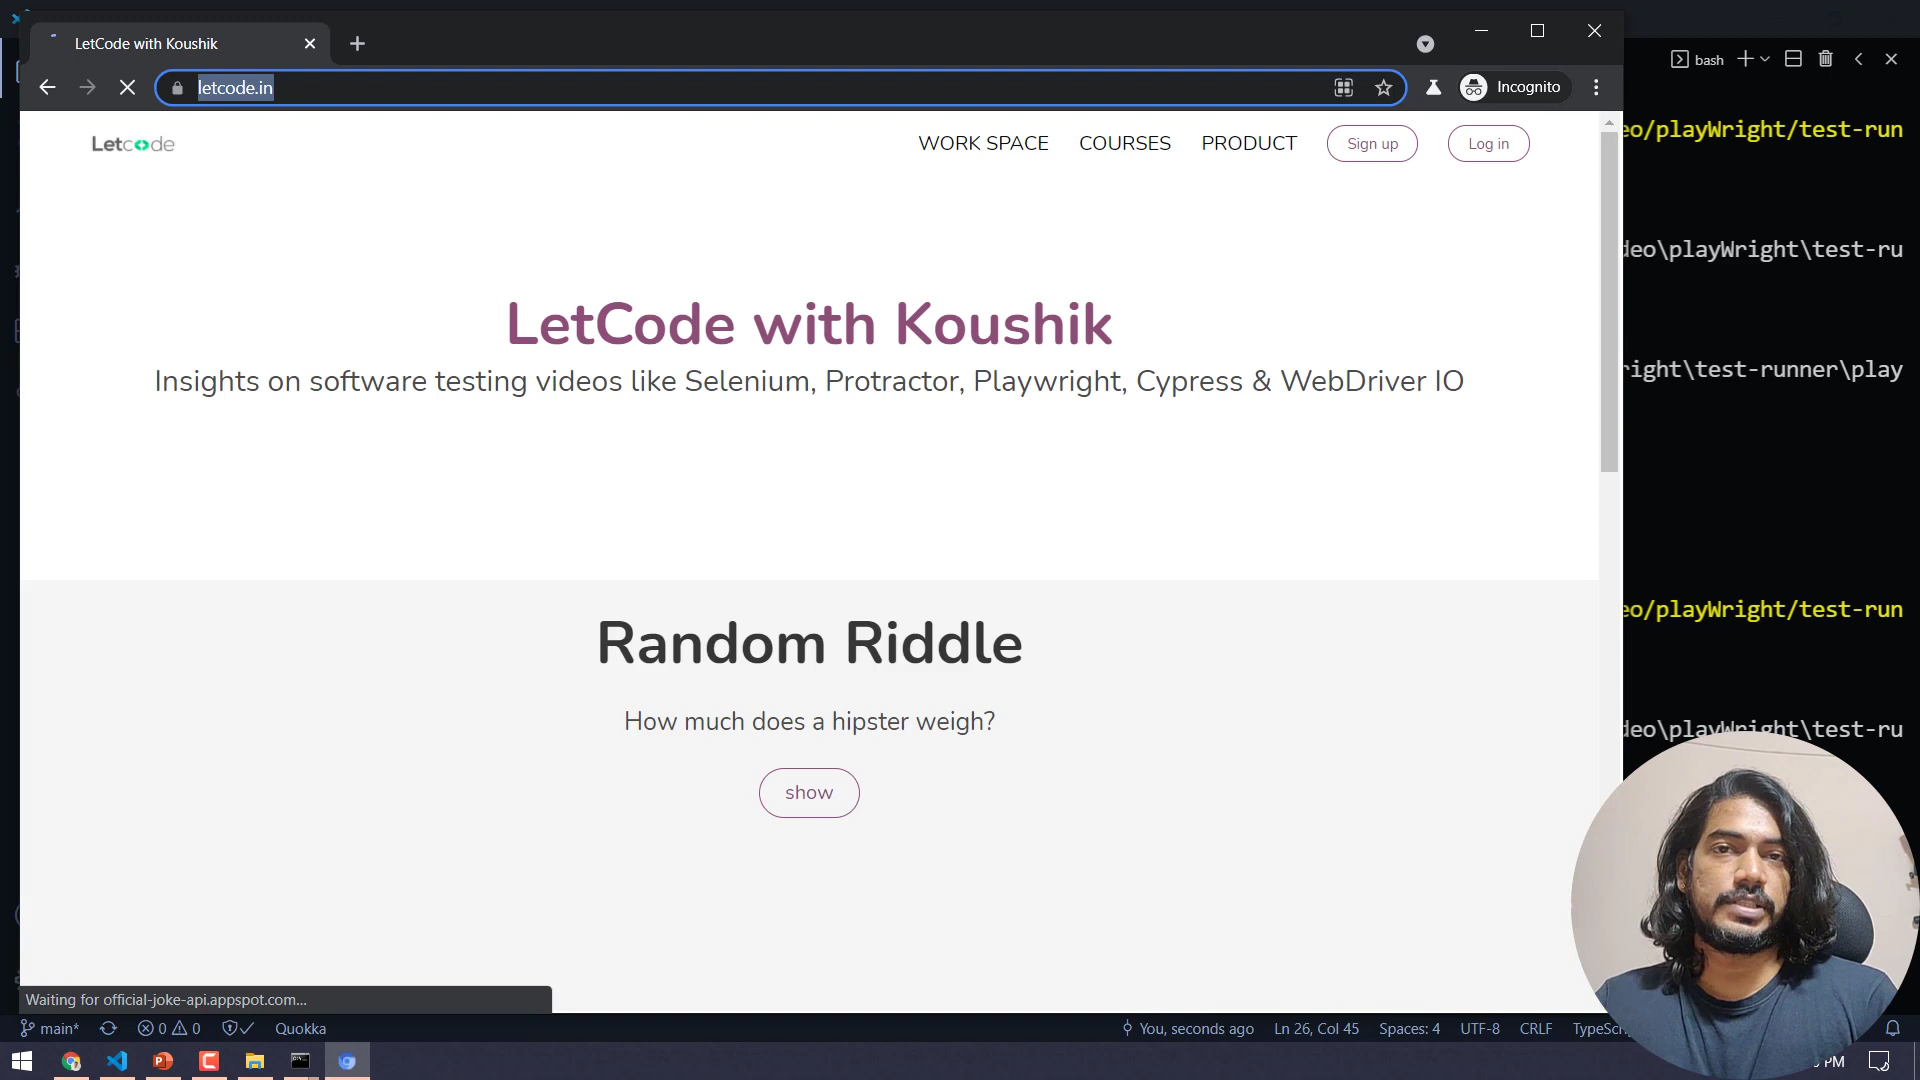 LetCode with Koushik
letcode.in
Incognito
bash
Letcode
WORK SPACE
COURSES
PRODUCT
Sign up
Log in
eo/playWright/test-run
deo\playWright\test-ru
LetCode with Koushik
Insights on software testing videos like Selenium, Protractor, Playwright, Cypress & WebDriver IO
right\test-runner\play
Random Riddle
eo/playWright/test-run
How much does a hipster weigh?
deo\playWright\test-ru
show
Waiting for official-joke-api.appspot.com...
main*
0
0
Quokka
You, seconds ago
Ln 26, Col 45
Spaces: 4
UTF-8
CRLF
TypeScri
PM